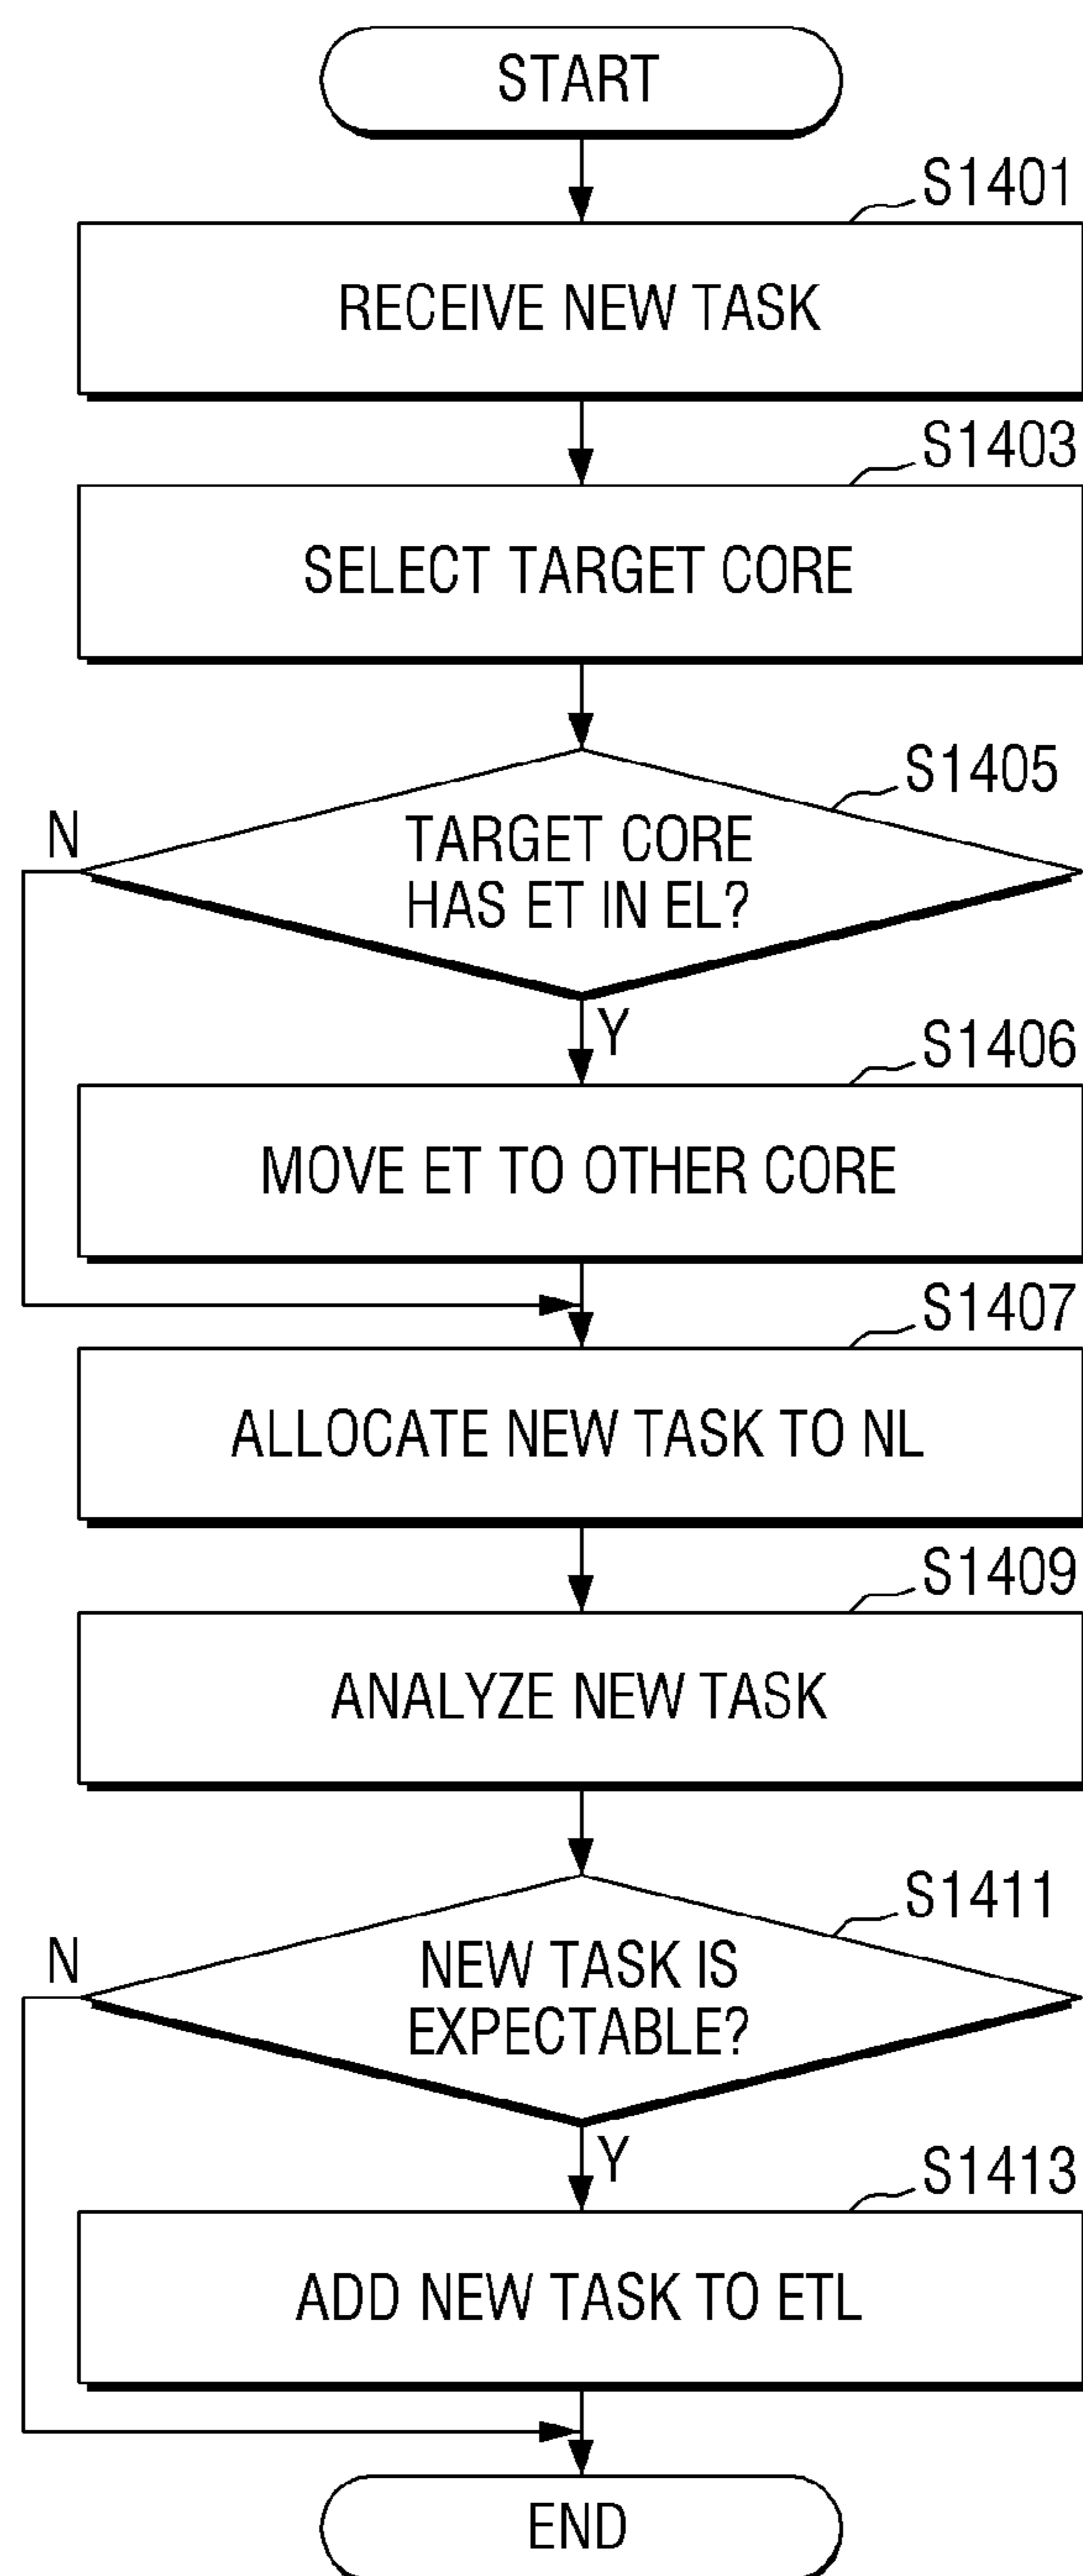 START
S1401
RECEIVE NEW TASK
S1403
SELECT TARGET CORE
S1405
N
TARGET CORE
HAS ET IN EL?
Y
S1406
MOVE ET TO OTHER CORE
S1407
ALLOCATE NEW TASK TO NL
S1409
ANALYZE NEW TASK
S1411
N
NEW TASK IS
EXPECTABLE?
Y
S1413
ADD NEW TASK TO ETL
END